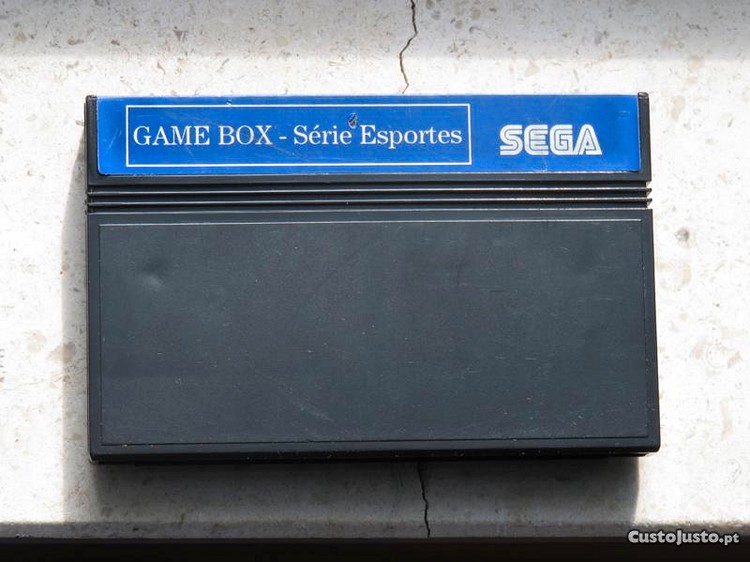 GAME BOX - Série Esportes
SEGA
CustoJusto.pt